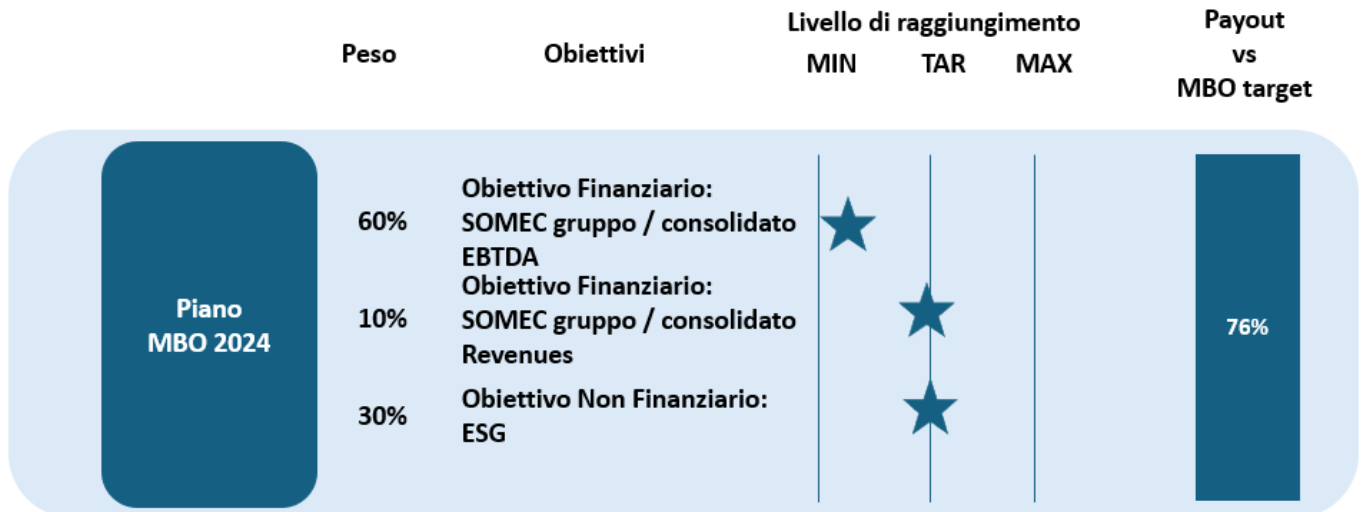 Peso
Obiettivi
Livello di raggiungimento
MIN TAR MAX
Payout
vs
MBO target
Piano
MBO 2024
60%
Obiettivo Finanziario:
SOMEC gruppo / consolidato
EBTDA
10%
Obiettivo Finanziario:
SOMEC gruppo / consolidato
Revenues
30%
Obiettivo Non Finanziario:
ESG
76%